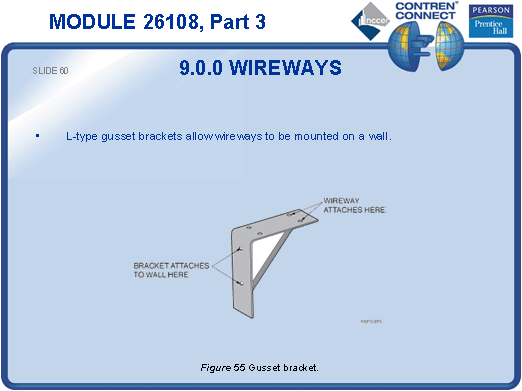 MODULE 26108, Part 3
nccer
CONTREN®
CONNECT
PEARSON
Prentice
Hall
SLIDE 60
9.0.0 WIREWAYS
• L-type gusset brackets allow wireways to be mounted on a wall.
WIREWAY
ATTACHES HERE.
BRACKET ATTACHES
TO WALL HERE
Figure 55 Gusset bracket.